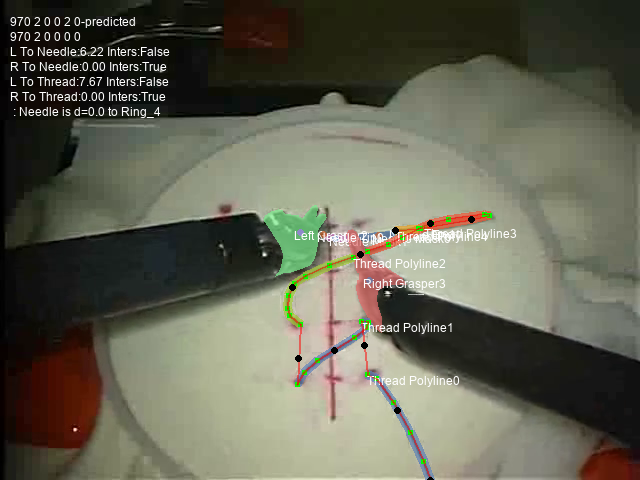 970 2 0 0 2 0-predicted
970 2 0 0 0 0
L To Needle:6.22 Inters:False
R To Needle:0.00 Inters:True
L To Thread:7.67 Inters:False
R To Thread:0.00 Inters:True
: Needle is d=0.0 to Ring_4
Thread Polyline3
Left
Thread Polyline2
Right Grasper3
Thread Polyline1
Thread Polyline0